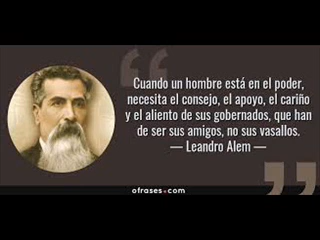 Cuando un hombre está en el poder,
necesita el consejo, el apoyo, el cariño
y el aliento de sus gobernados, que han
de ser sus amigos, no sus vasallos.
— Leandro Alem —
ofrases.com